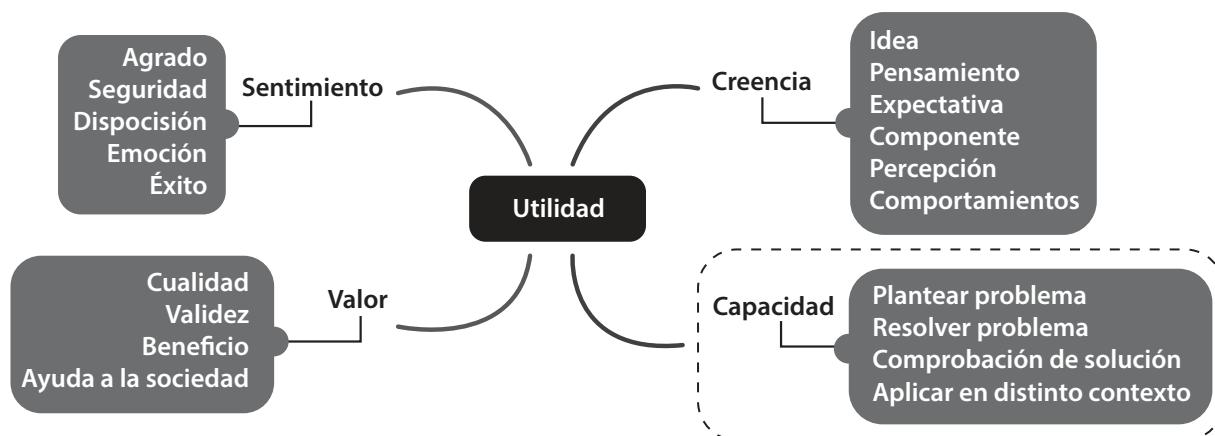 Agrado
Seguridad
Dispocisión
Emoción
Éxito
Sentimiento
Creencia
Idea
Pensamiento
Expectativa
Componente
Percepción
Comportamientos
Utilidad
Cualidad
Validez
Beneficio
Ayuda a la sociedad
Valor
Capacidad
Plantear problema
Resolver problema
Comprobación de solución
Aplicar en distinto contexto